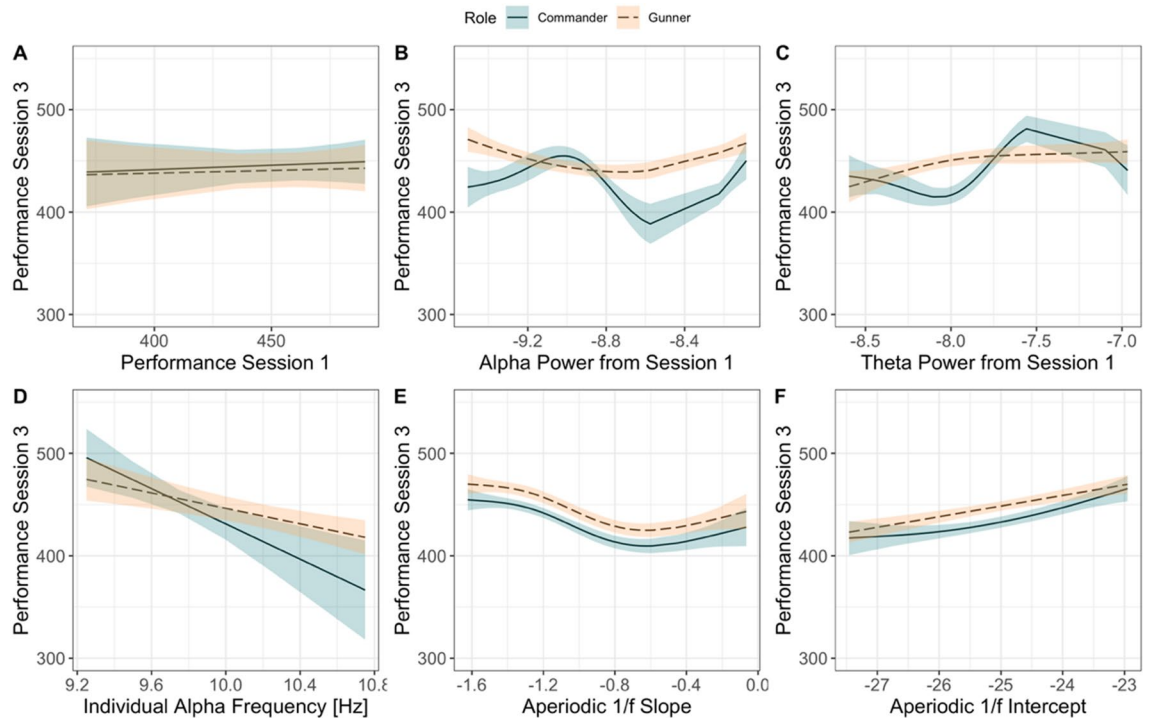 Role Commander Gunner
A B C
Performance Session 3
500
400
300
400 450
Performance Session 1
Performance Session 3
500
400
300
-9.2 -8.8 -8.4
Alpha Power from Session 1
Performance Session 3
500
400
300
-8.5 -8.0 -7.5 -7.0
Theta Power from Session 1
D E F
Performance Session 3
500
400
300
9.2 9.6 10.0 10.4 10.8
Individual Alpha Frequency [Hz]
Performance Session 3
500
400
300
-1.6 -1.2 -0.8 -0.4 0.0
Aperiodic 1/f Slope
Performance Session 3
500
400
300
-27 -26 -25 -24 -23
Aperiodic 1/f Intercept